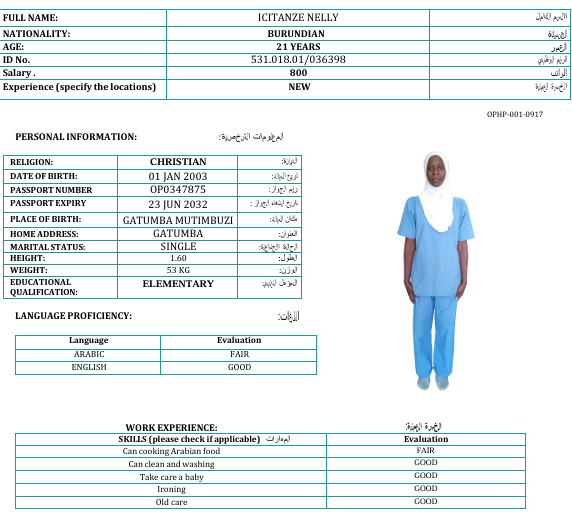 FULL NAME: ICITANZE NELLY الاسم الكامل
NATIONALITY: BURUNDIAN الجنسية
AGE: 21 YEARS العمر
ID No. 531.018.01/036398 الرقم الوظيفي
Salary . 800 الراتب
Experience (specify the locations) NEW الخبرة العملية
OPHP-001-0917
PERSONAL INFORMATION: المعلومات الشخصية:
RELIGION: CHRISTIAN الديانة:
DATE OF BIRTH: 01 JAN 2003 تاريخ الميلاد:
PASSPORT NUMBER OP0347875 رقم الجواز:
PASSPORT EXPIRY 23 JUN 2032 تاريخ انتهاء الجواز:
PLACE OF BIRTH: GATUMBA MUTIMBUZI مكان الميلاد:
HOME ADDRESS: GATUMBA العنوان:
MARITAL STATUS: SINGLE الحالة الاجتماعية:
HEIGHT: 1.60 الطول:
WEIGHT: 53 KG الوزن:
EDUCATIONAL QUALIFICATION: ELEMENTARY المؤهل العلمي:
LANGUAGE PROFICIENCY: اللغات:
Language Evaluation
ARABIC FAIR
ENGLISH GOOD
WORK EXPERIENCE: الخبرة العملية:
SKILLS (please check if applicable) المهارات Evaluation
Can cooking Arabian food FAIR
Can clean and washing GOOD
Take care a baby GOOD
Ironing GOOD
Old care GOOD